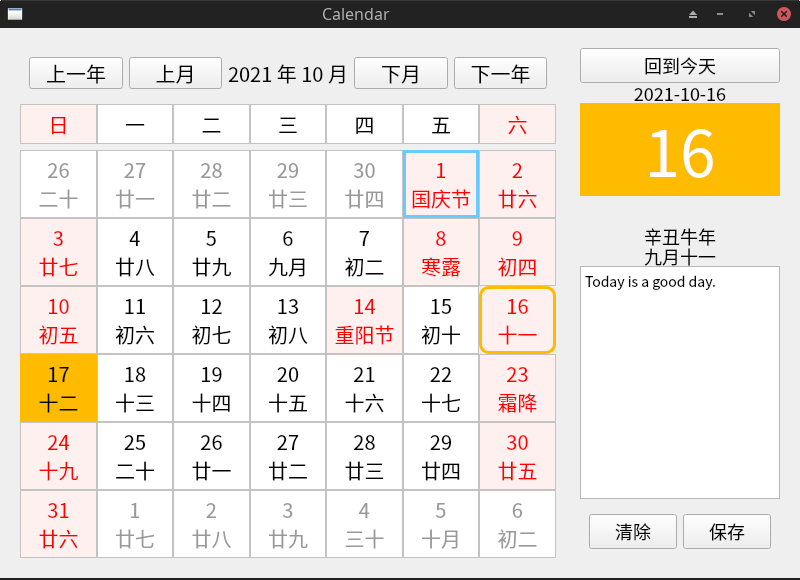 Calendar
上一年 上月 2021 年 10 月 下月 下一年
日 一 二 三 四 五 六
26 27 28 29 30 1 2
二十 廿一 廿二 廿三 廿四 国庆节 廿六
3 4 5 6 7 8 9
廿七 廿八 廿九 九月 初二 寒露 初四
10 11 12 13 14 15 16
初五 初六 初七 初八 重阳节 初十 十一
17 18 19 20 21 22 23
十二 十三 十四 十五 十六 十七 霜降
24 25 26 27 28 29 30
十九 二十 廿一 廿二 廿三 廿四 廿五
31 1 2 3 4 5 6
廿六 廿七 廿八 廿九 三十 十月 初二
回到今天
2021-10-16
16
辛丑牛年
九月十一
Today is a good day.
清除 保存